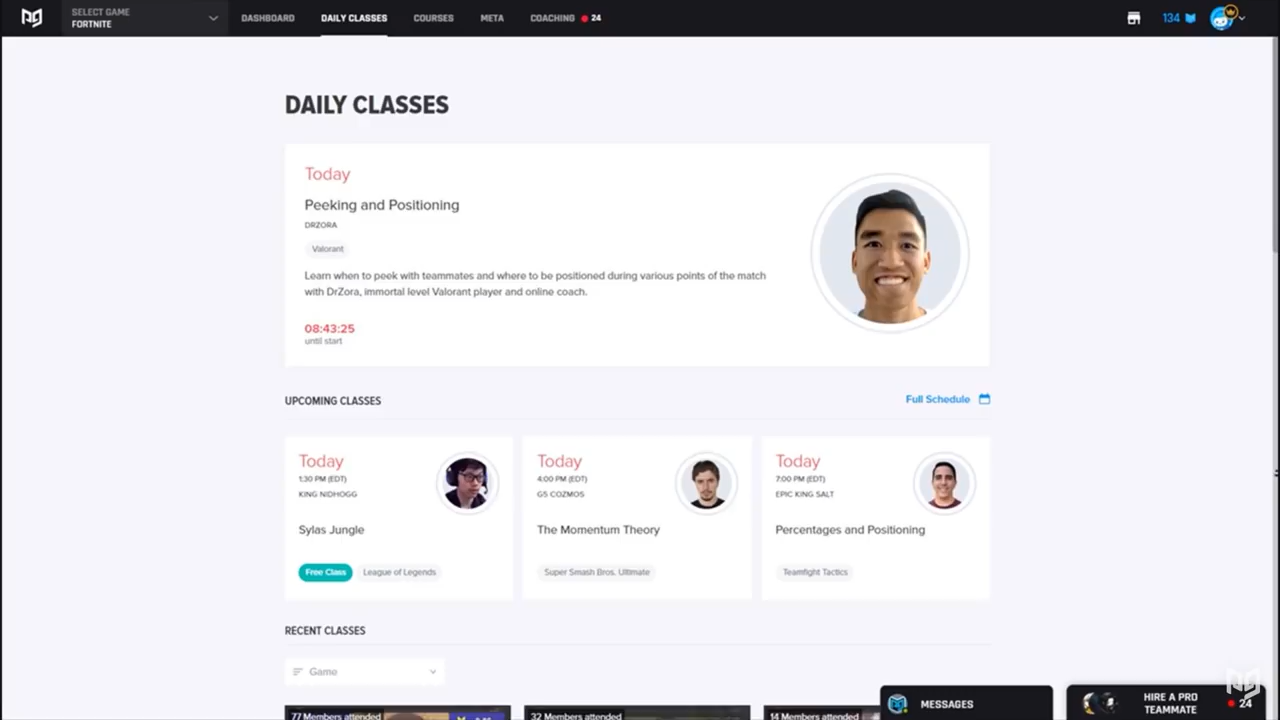 SELECT GAME
FORTNITE
DASHBOARD
DAILY CLASSES
COURSES
META
COACHING
24
134
DAILY CLASSES
Today
Peeking and Positioning
DRZORA
Valorant
Learn when to peek with teammates and where to be positioned during various points of the match
with DrZora, immortal level Valorant player and online coach.
08:43:25
until start
UPCOMING CLASSES
Full Schedule
Today
1:30 PM (EDT)
KING NIDHOGG
Sylas Jungle
Free Class
League of Legends
Today
4:00 PM (EDT)
G5 COZMOS
The Momentum Theory
Super Smash Bros. Ultimate
Today
7:00 PM (EDT)
EPIC KING SALT
Percentages and Positioning
Teamfight Tactics
RECENT CLASSES
Game
77 Members attended
32 Members attended
14 Members attended
MESSAGES
HIRE A PRO
TEAMMATE
24